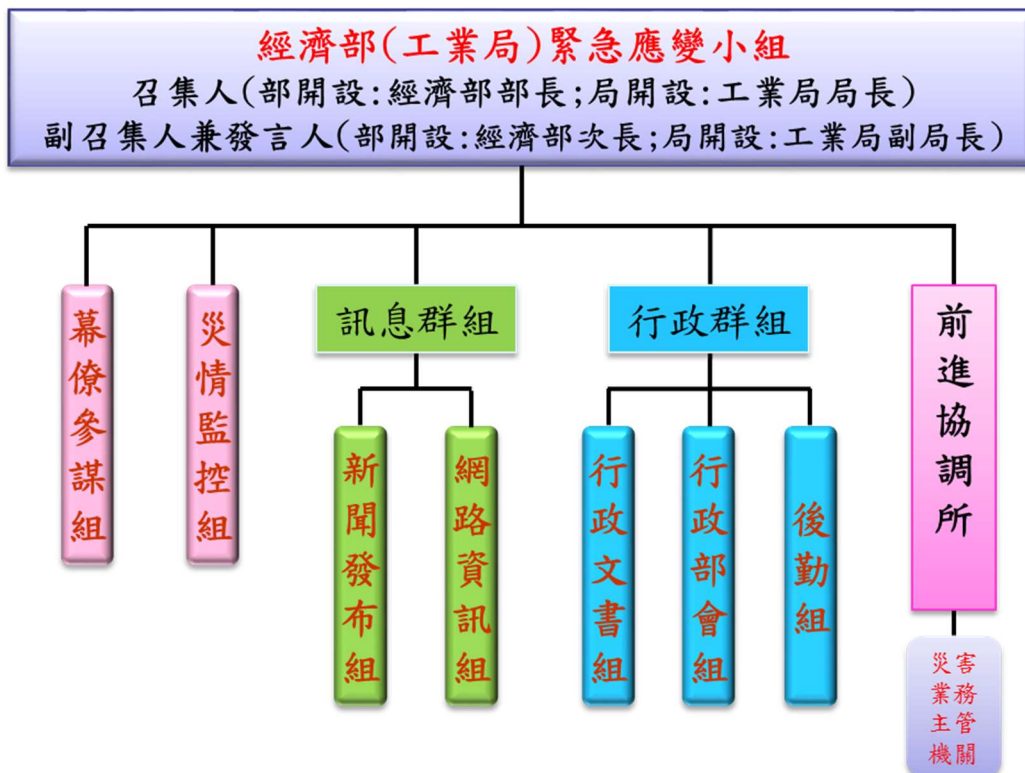 經濟部(工業局)緊急應變小組
召集人(部開設:經濟部部長;局開設:工業局局長)
副召集人兼發言人(部開設:經濟部次長;局開設:工業局副局長)
幕僚參謀組
災情監控組
訊息群組
新聞發布組
網路資訊組
行政群組
行政文書組
行政部會組
後勤組
前進協調所
災害
業務
主管
機關